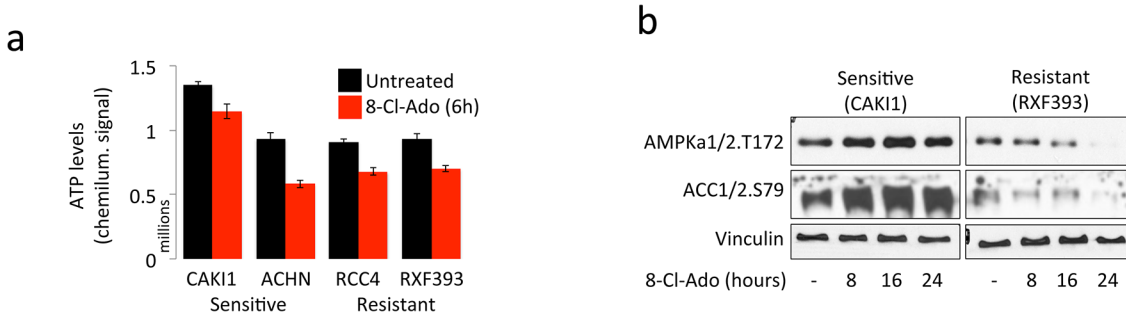 a
ATP levels
(chemilum. signal)
millions
1.5
1
0.5
0
Untreated
8-Cl-Ado (6h)
CAKI1 ACHN RCC4 RXF393
Sensitive Resistant
b
Sensitive
(CAKI1)
Resistant
(RXF393)
AMPKa1/2.T172
ACC1/2.S79
Vinculin
8-Cl-Ado (hours) - 8 16 24 - 8 16 24